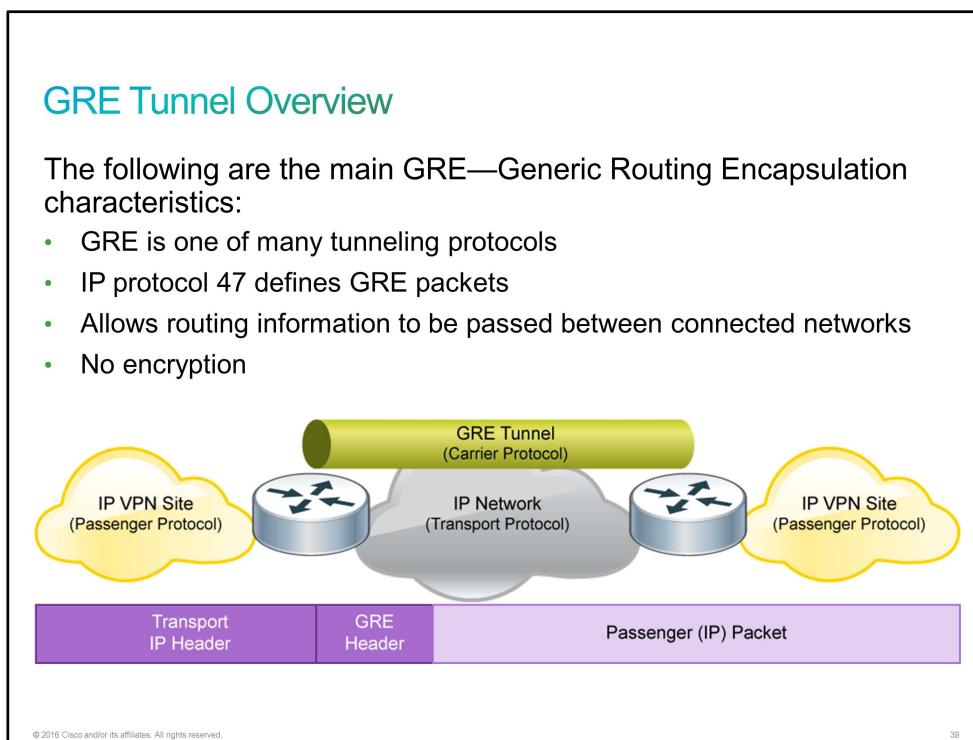 GRE Tunnel Overview
The following are the main GRE—Generic Routing Encapsulation
characteristics:
• GRE is one of many tunneling protocols
• IP protocol 47 defines GRE packets
• Allows routing information to be passed between connected networks
• No encryption
GRE Tunnel
(Carrier Protocol)
IP VPN Site
(Passenger Protocol)
IP Network
(Transport Protocol)
IP VPN Site
(Passenger Protocol)
Transport
IP Header
GRE
Header
Passenger (IP) Packet
© 2016 Cisco and/or its affiliates. All rights reserved.
39